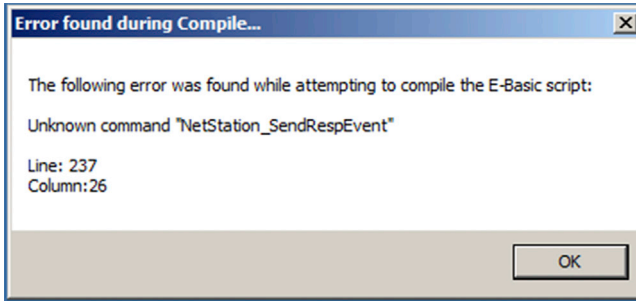 Error found during Compile...
The following error was found while attempting to compile the E-Basic script:
Unknown command "NetStation_SendRespEvent"
Line: 237
Column:26
OK